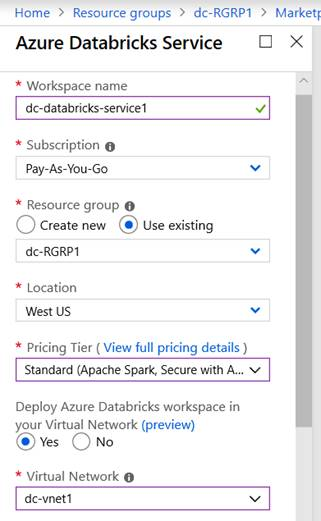 Home > Resource groups > dc-RGRP1 >
Azure Databricks Service
* Workspace name
dc-databricks-service1
* Subscription
Pay-As-You-Go
* Resource group
Create new Use existing
dc-RGRP1
* Location
West US
* Pricing Tier ( View full pricing details )
Standard (Apache Spark, Secure with A...
Deploy Azure Databricks workspace in
your Virtual Network (preview)
Yes No
* Virtual Network
dc-vnet1